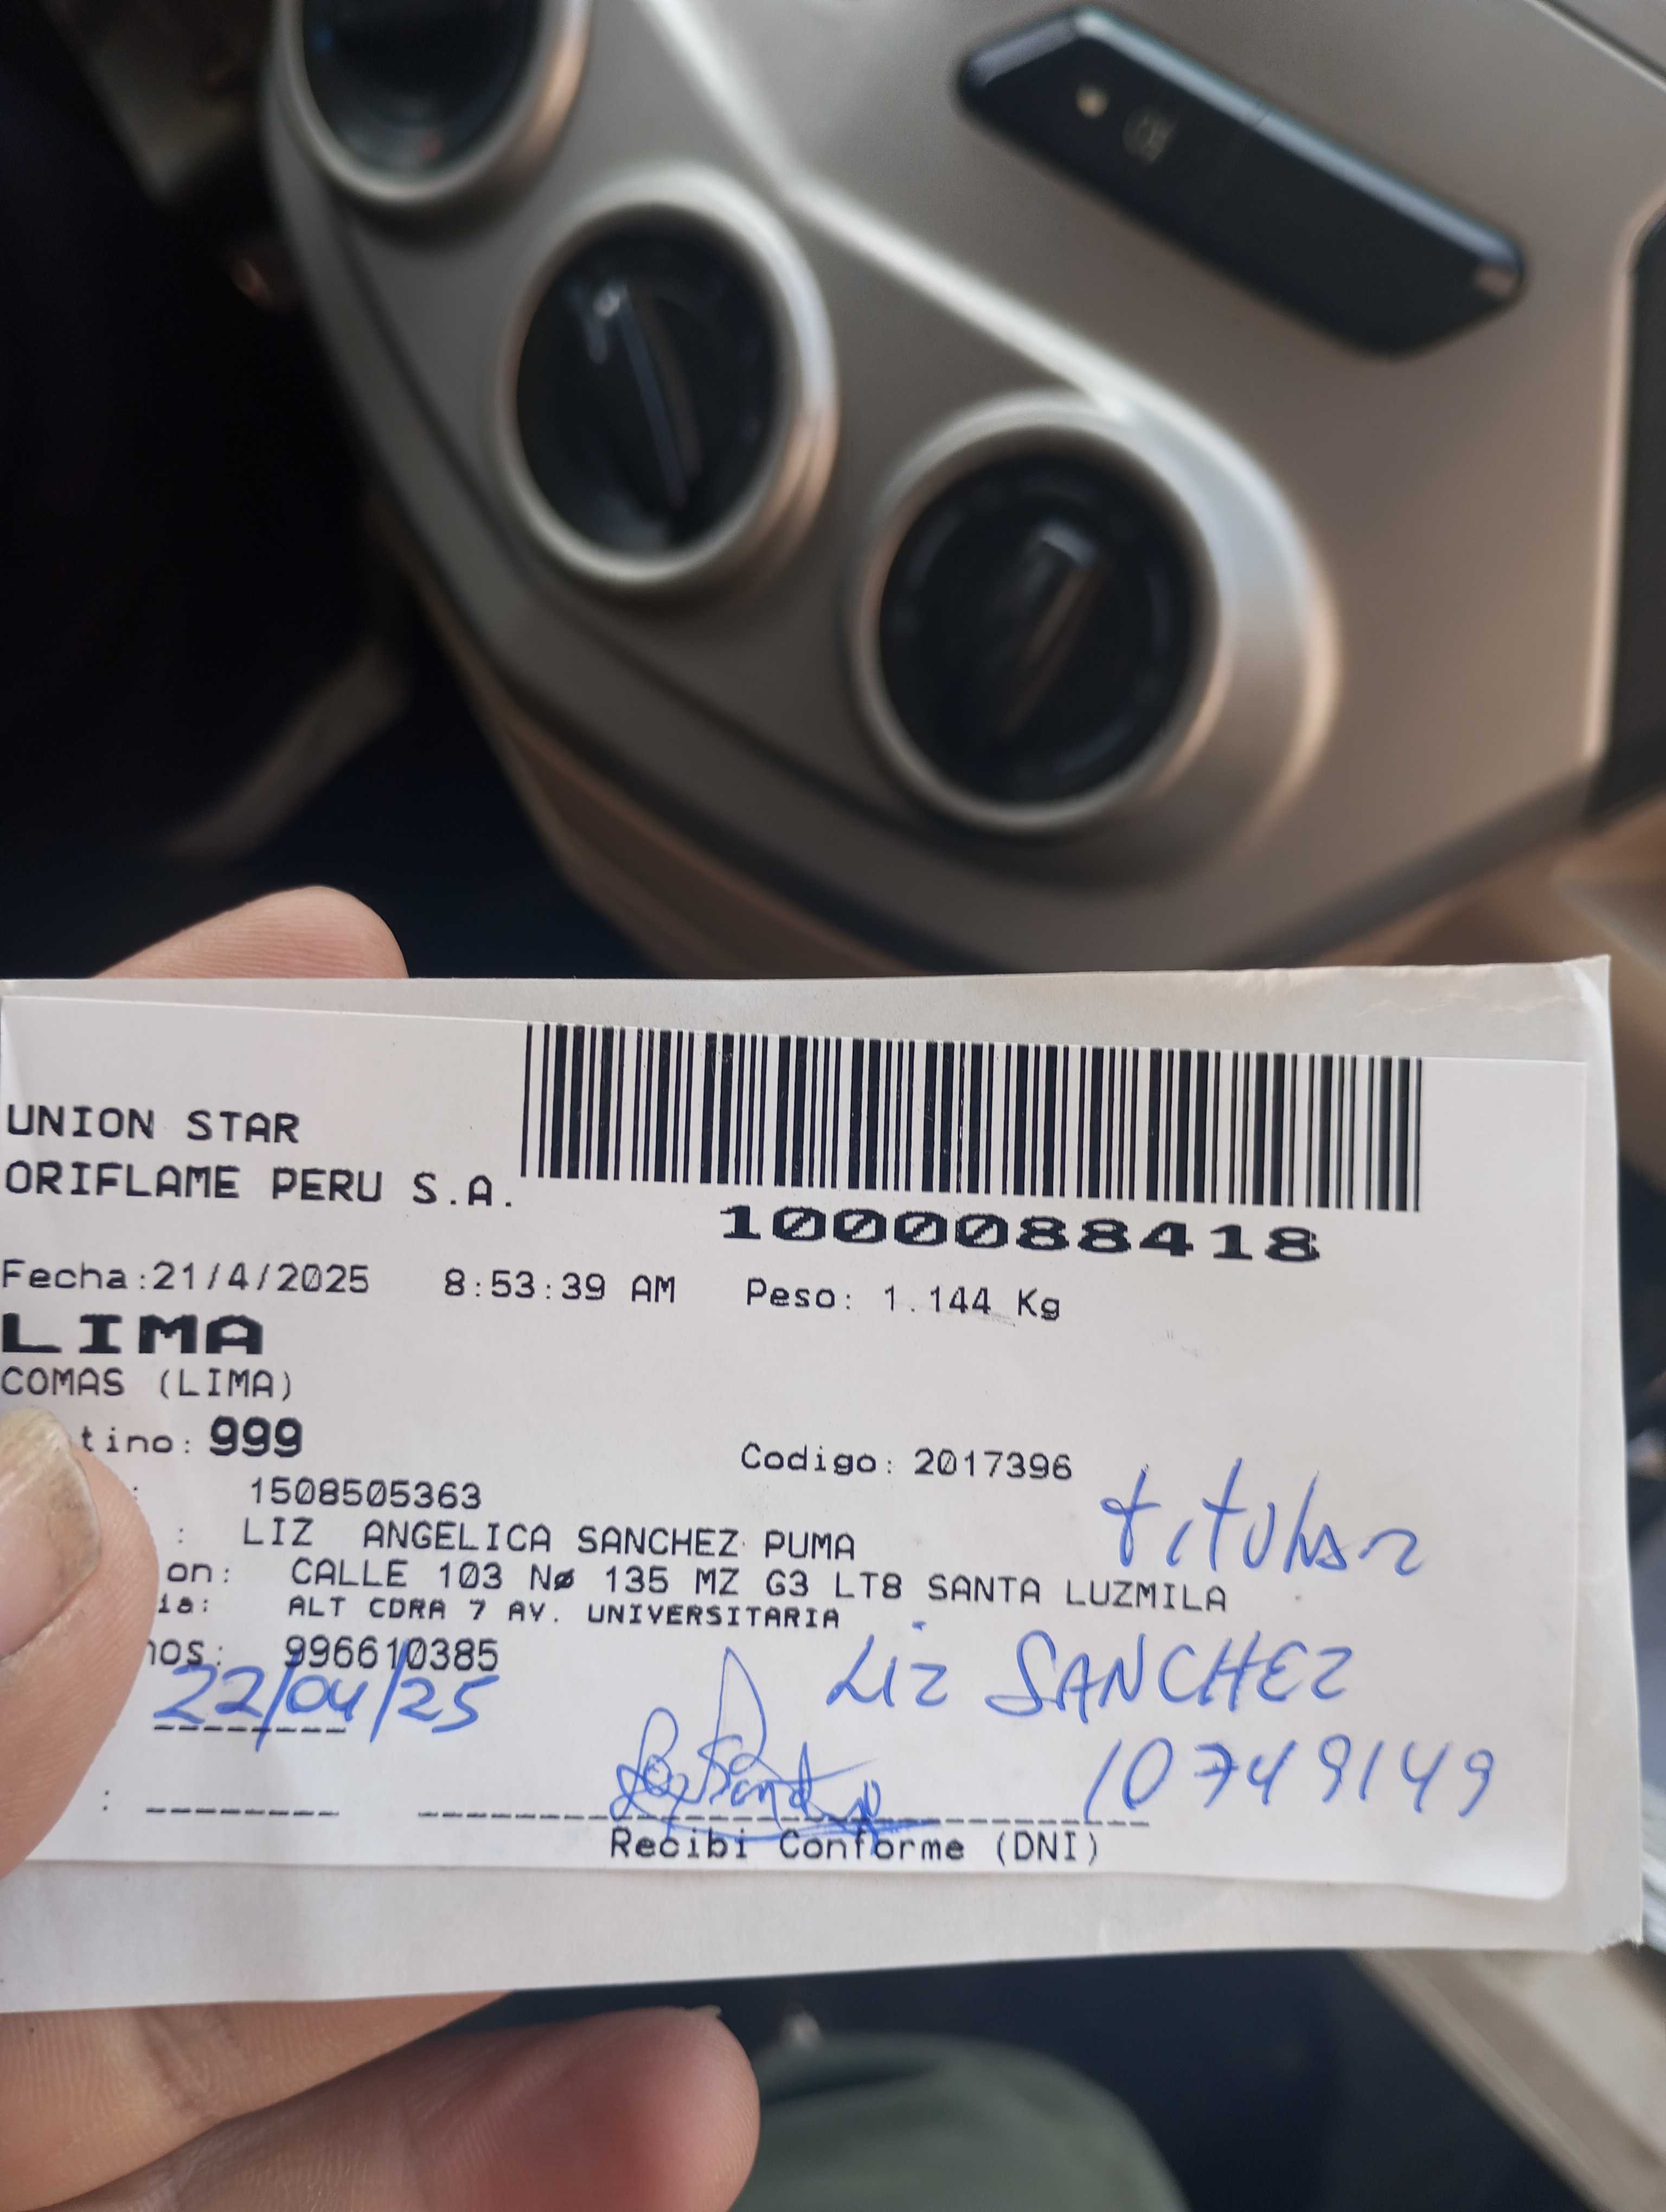 UNION STAR
ORIFLAME PERU S.A.
1000088418
Fecha:21/4/2025 8:53:39 AM Peso: 1.144 Kg
LIMA
COMAS (LIMA)
tino: 999 Codigo: 2017396
: 1508505363
titular
: LIZ ANGELICA SANCHEZ PUMA
on: CALLE 103 Nø 135 MZ G3 LT8 SANTA LUZMILA
ia: ALT CDRA 7 AV. UNIVERSITARIA
nos: 996610385
LIZ SANCHEZ
22/04/25
10749149
Recibi Conforme (DNI)